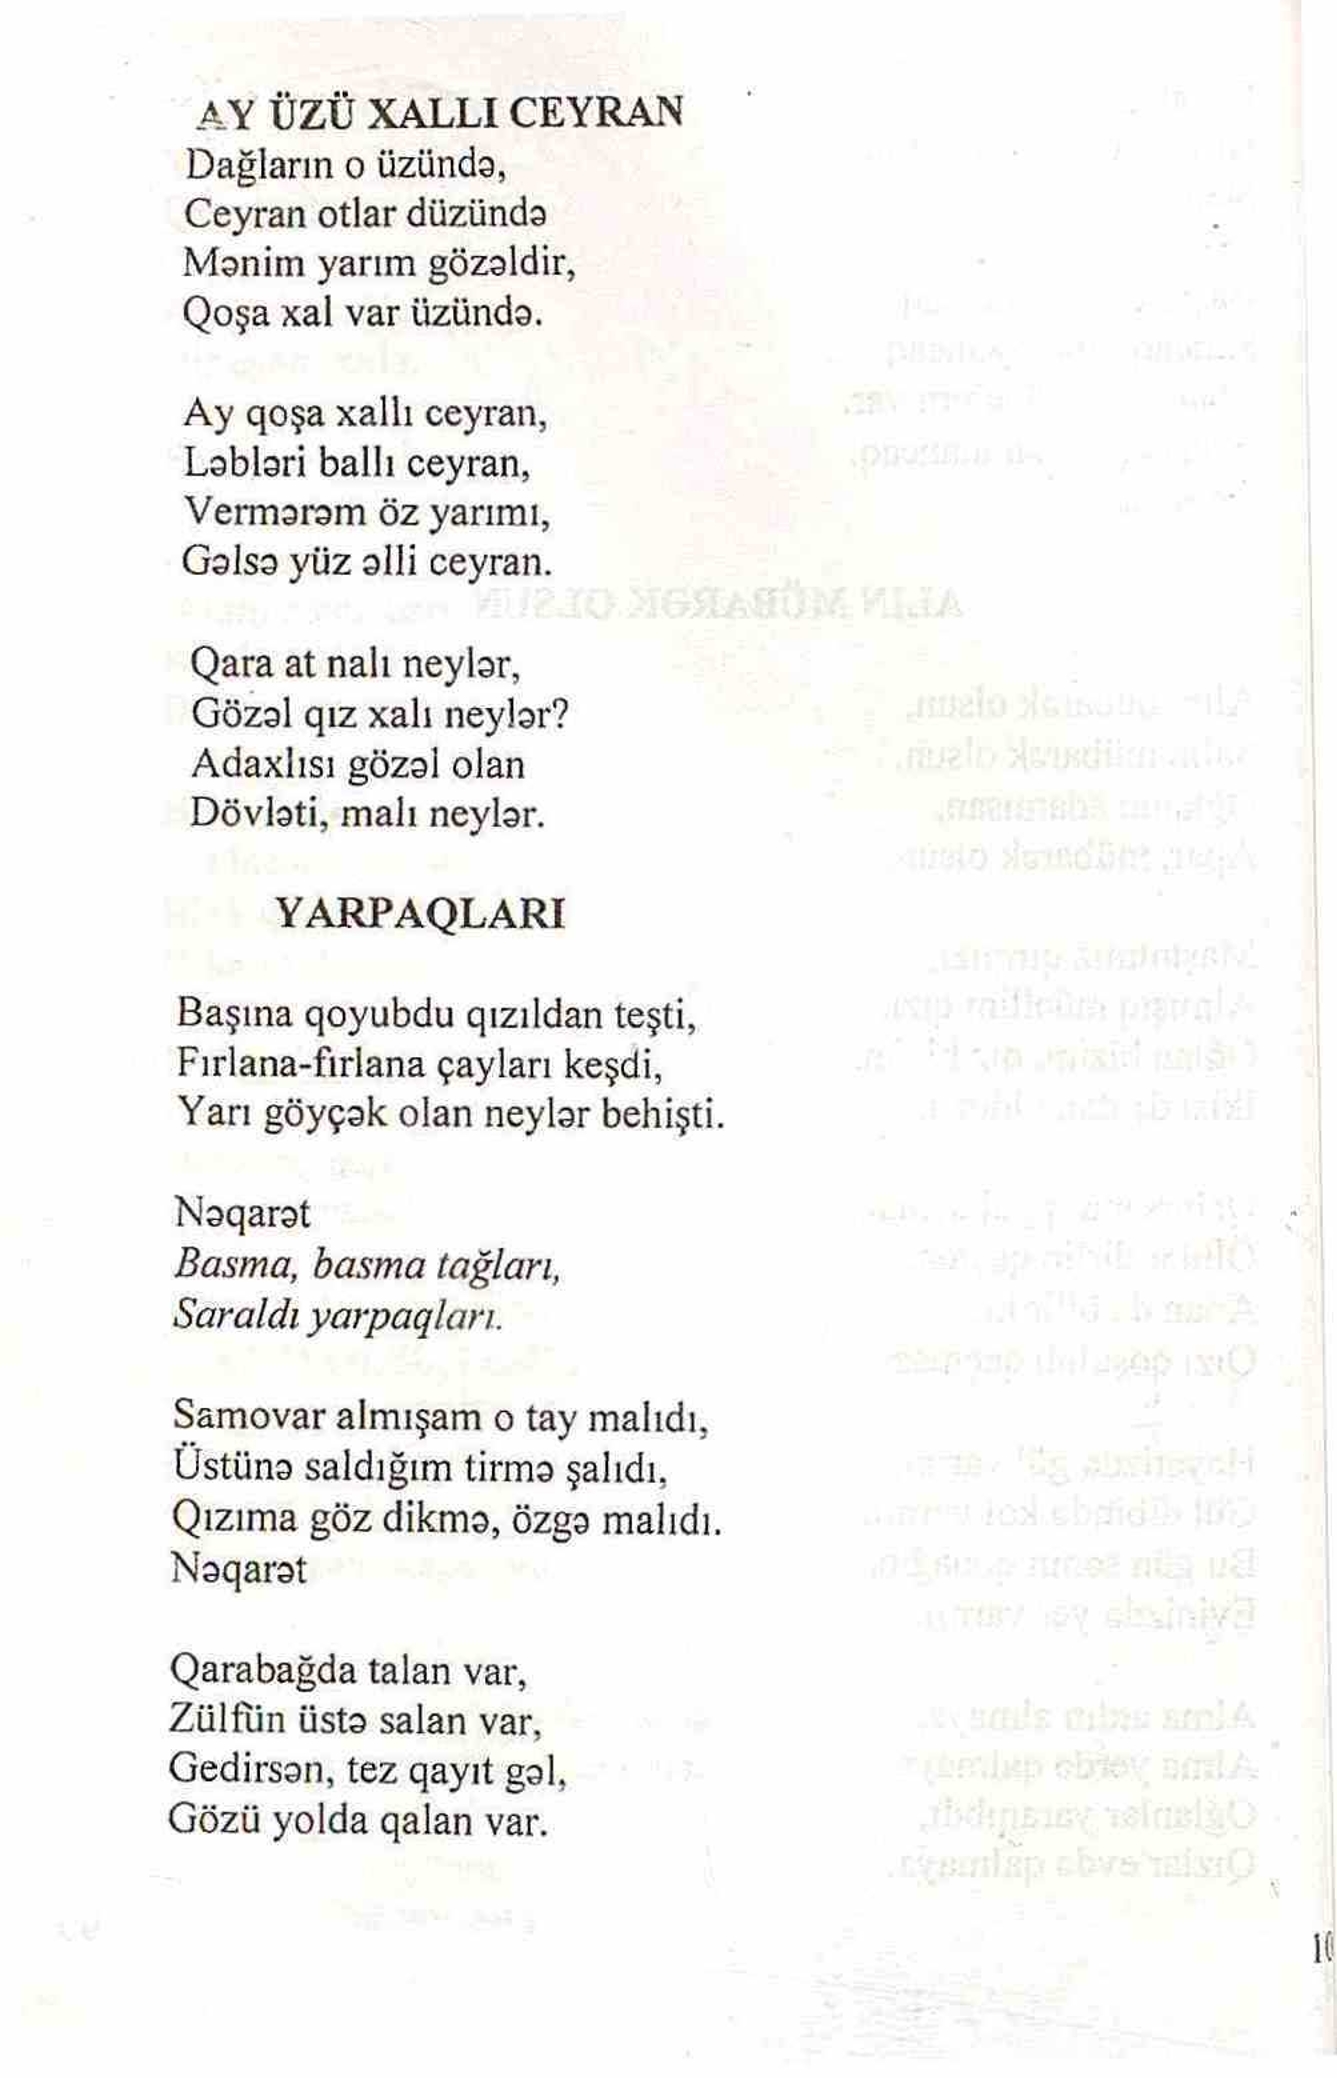 AY ÜZÜ XALLI CEYRAN
Dağların o üzündə,
Ceyran otlar düzündə
Mənim yarım gözəldir,
Qoşa xal var üzündə.
Ay qoşa xallı ceyran,
Ləbləri ballı ceyran,
Vermərəm öz yarımı,
Gəlsə yüz əlli ceyran.
Qara at nalı neylər,
Gözəl qız xalı neylər?
Adaxlısı gözəl olan
Dövləti, malı neylər.
YARPAQLARI
Başına qoyubdu qızıldan teşti,
Fırlana-fırlana çayları keşdi,
Yarı göyçək olan neylər behişti.
Nəqarət
Basma, basma tağları,
Saraldı yarpaqları.
Samovar almışam o tay malıdı,
Üstünə saldığım tirmə şalıdı,
Qızıma göz dikmə, özgə malıdı.
Nəqarət
Qarabağda talan var,
Zülfün üstə salan var,
Gedirsən, tez qayıt gəl,
Gözü yolda qalan var.